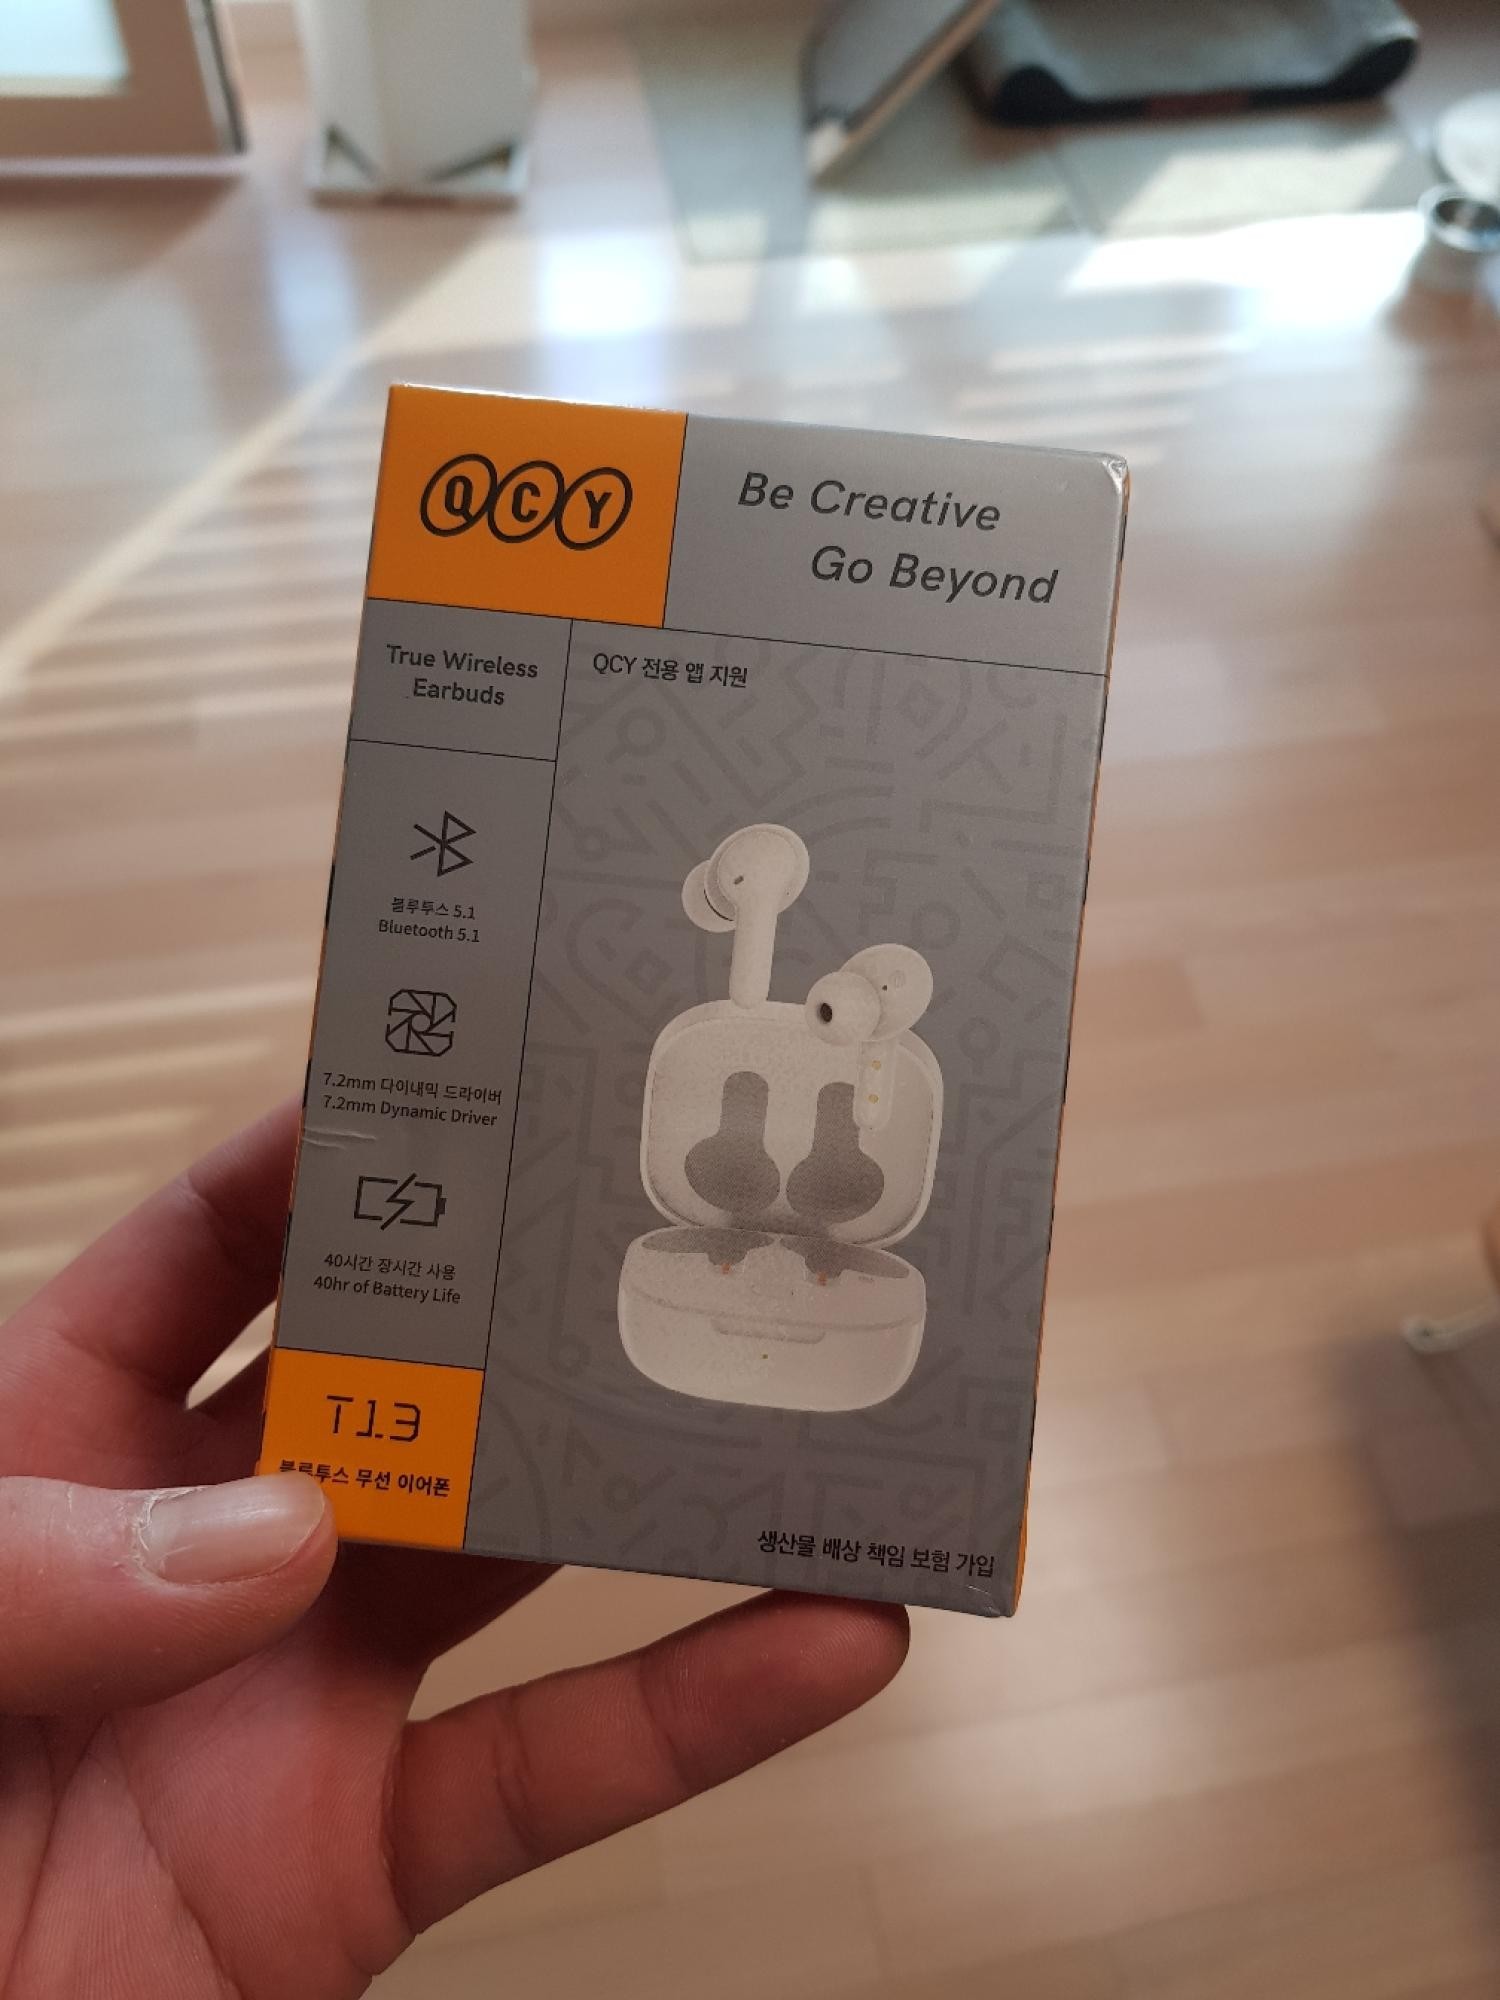 QCY
Be Creative
Go Beyond
True Wireless
Earbuds
QCY 전용 앱 지원
블루투스 5.1
Bluetooth 5.1
7.2mm 다이내믹 드라이버
7.2mm Dynamic Driver
40시간 장시간 사용
40hr of Battery Life
T13
블루투스 무선 이어폰
생산물 배상 책임 보험 가입